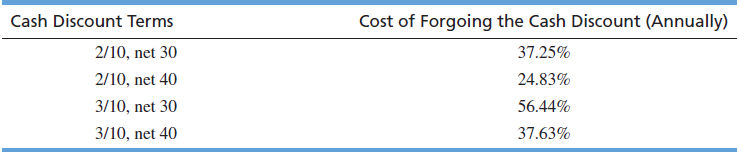 Cash Discount Terms Cost of Forgoing the Cash Discount (Annually)
2/10, net 30 37.25%
2/10, net 40 24.83%
3/10, net 30 56.44%
3/10, net 40 37.63%